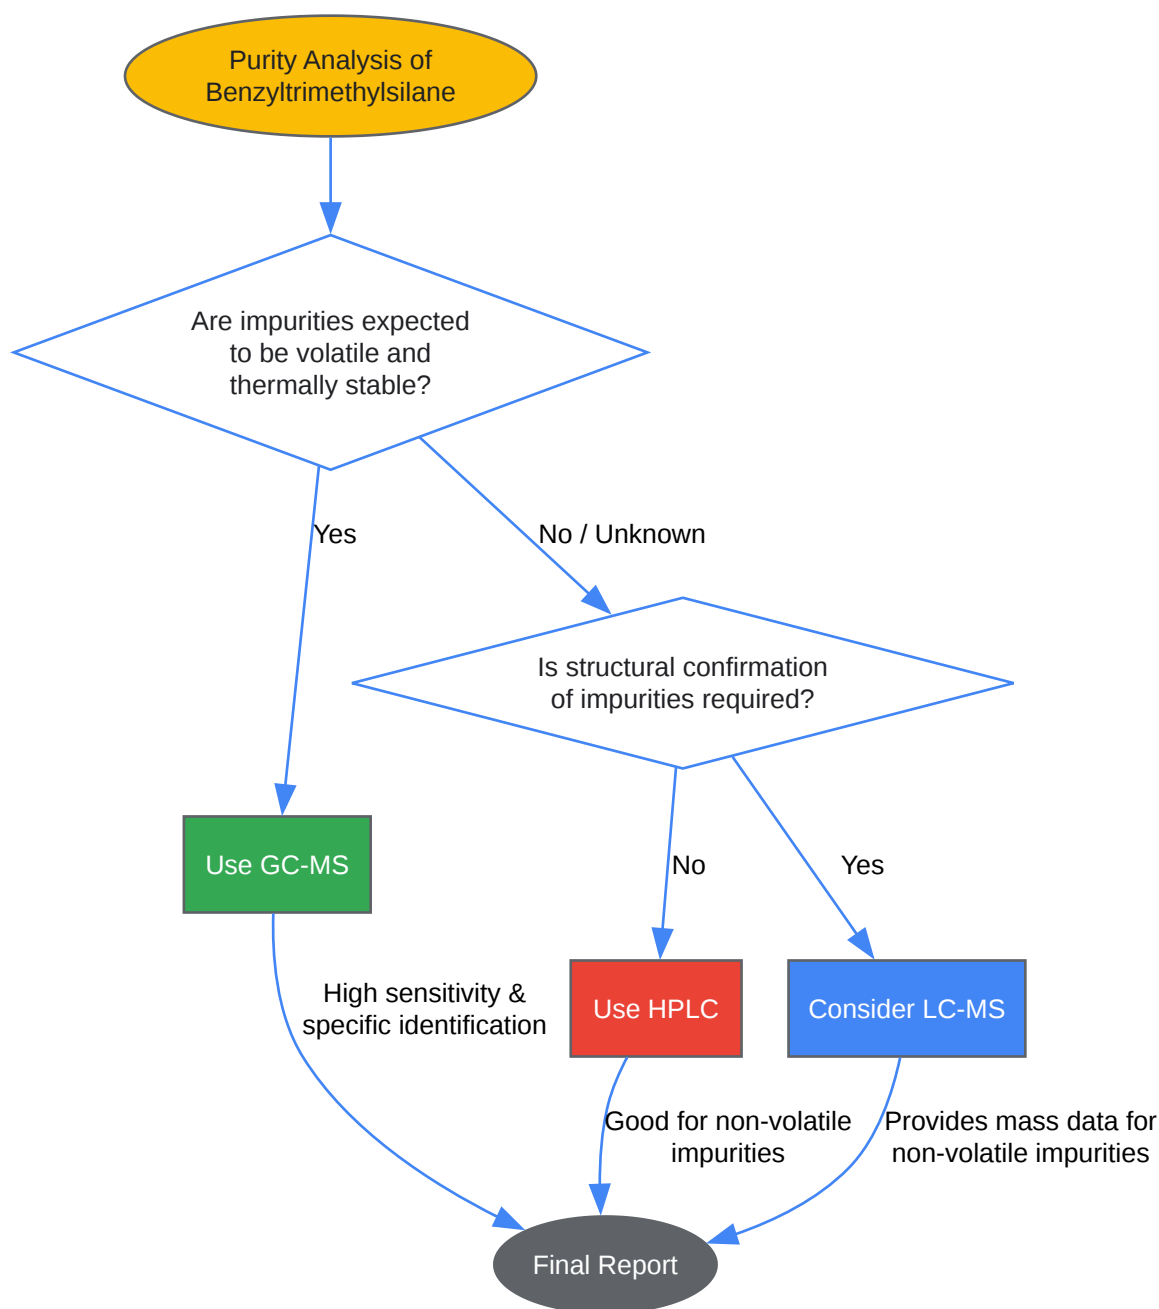 Purity Analysis of
Benzyltrimethylsilane
Are impurities expected
to be volatile and
thermally stable?
Yes
No / Unknown
Is structural confirmation
of impurities required?
Use GC-MS
No
Yes
High sensitivity &
specific identification
Use HPLC
Consider LC-MS
Good for non-volatile
impurities
Provides mass data for
non-volatile impurities
Final Report